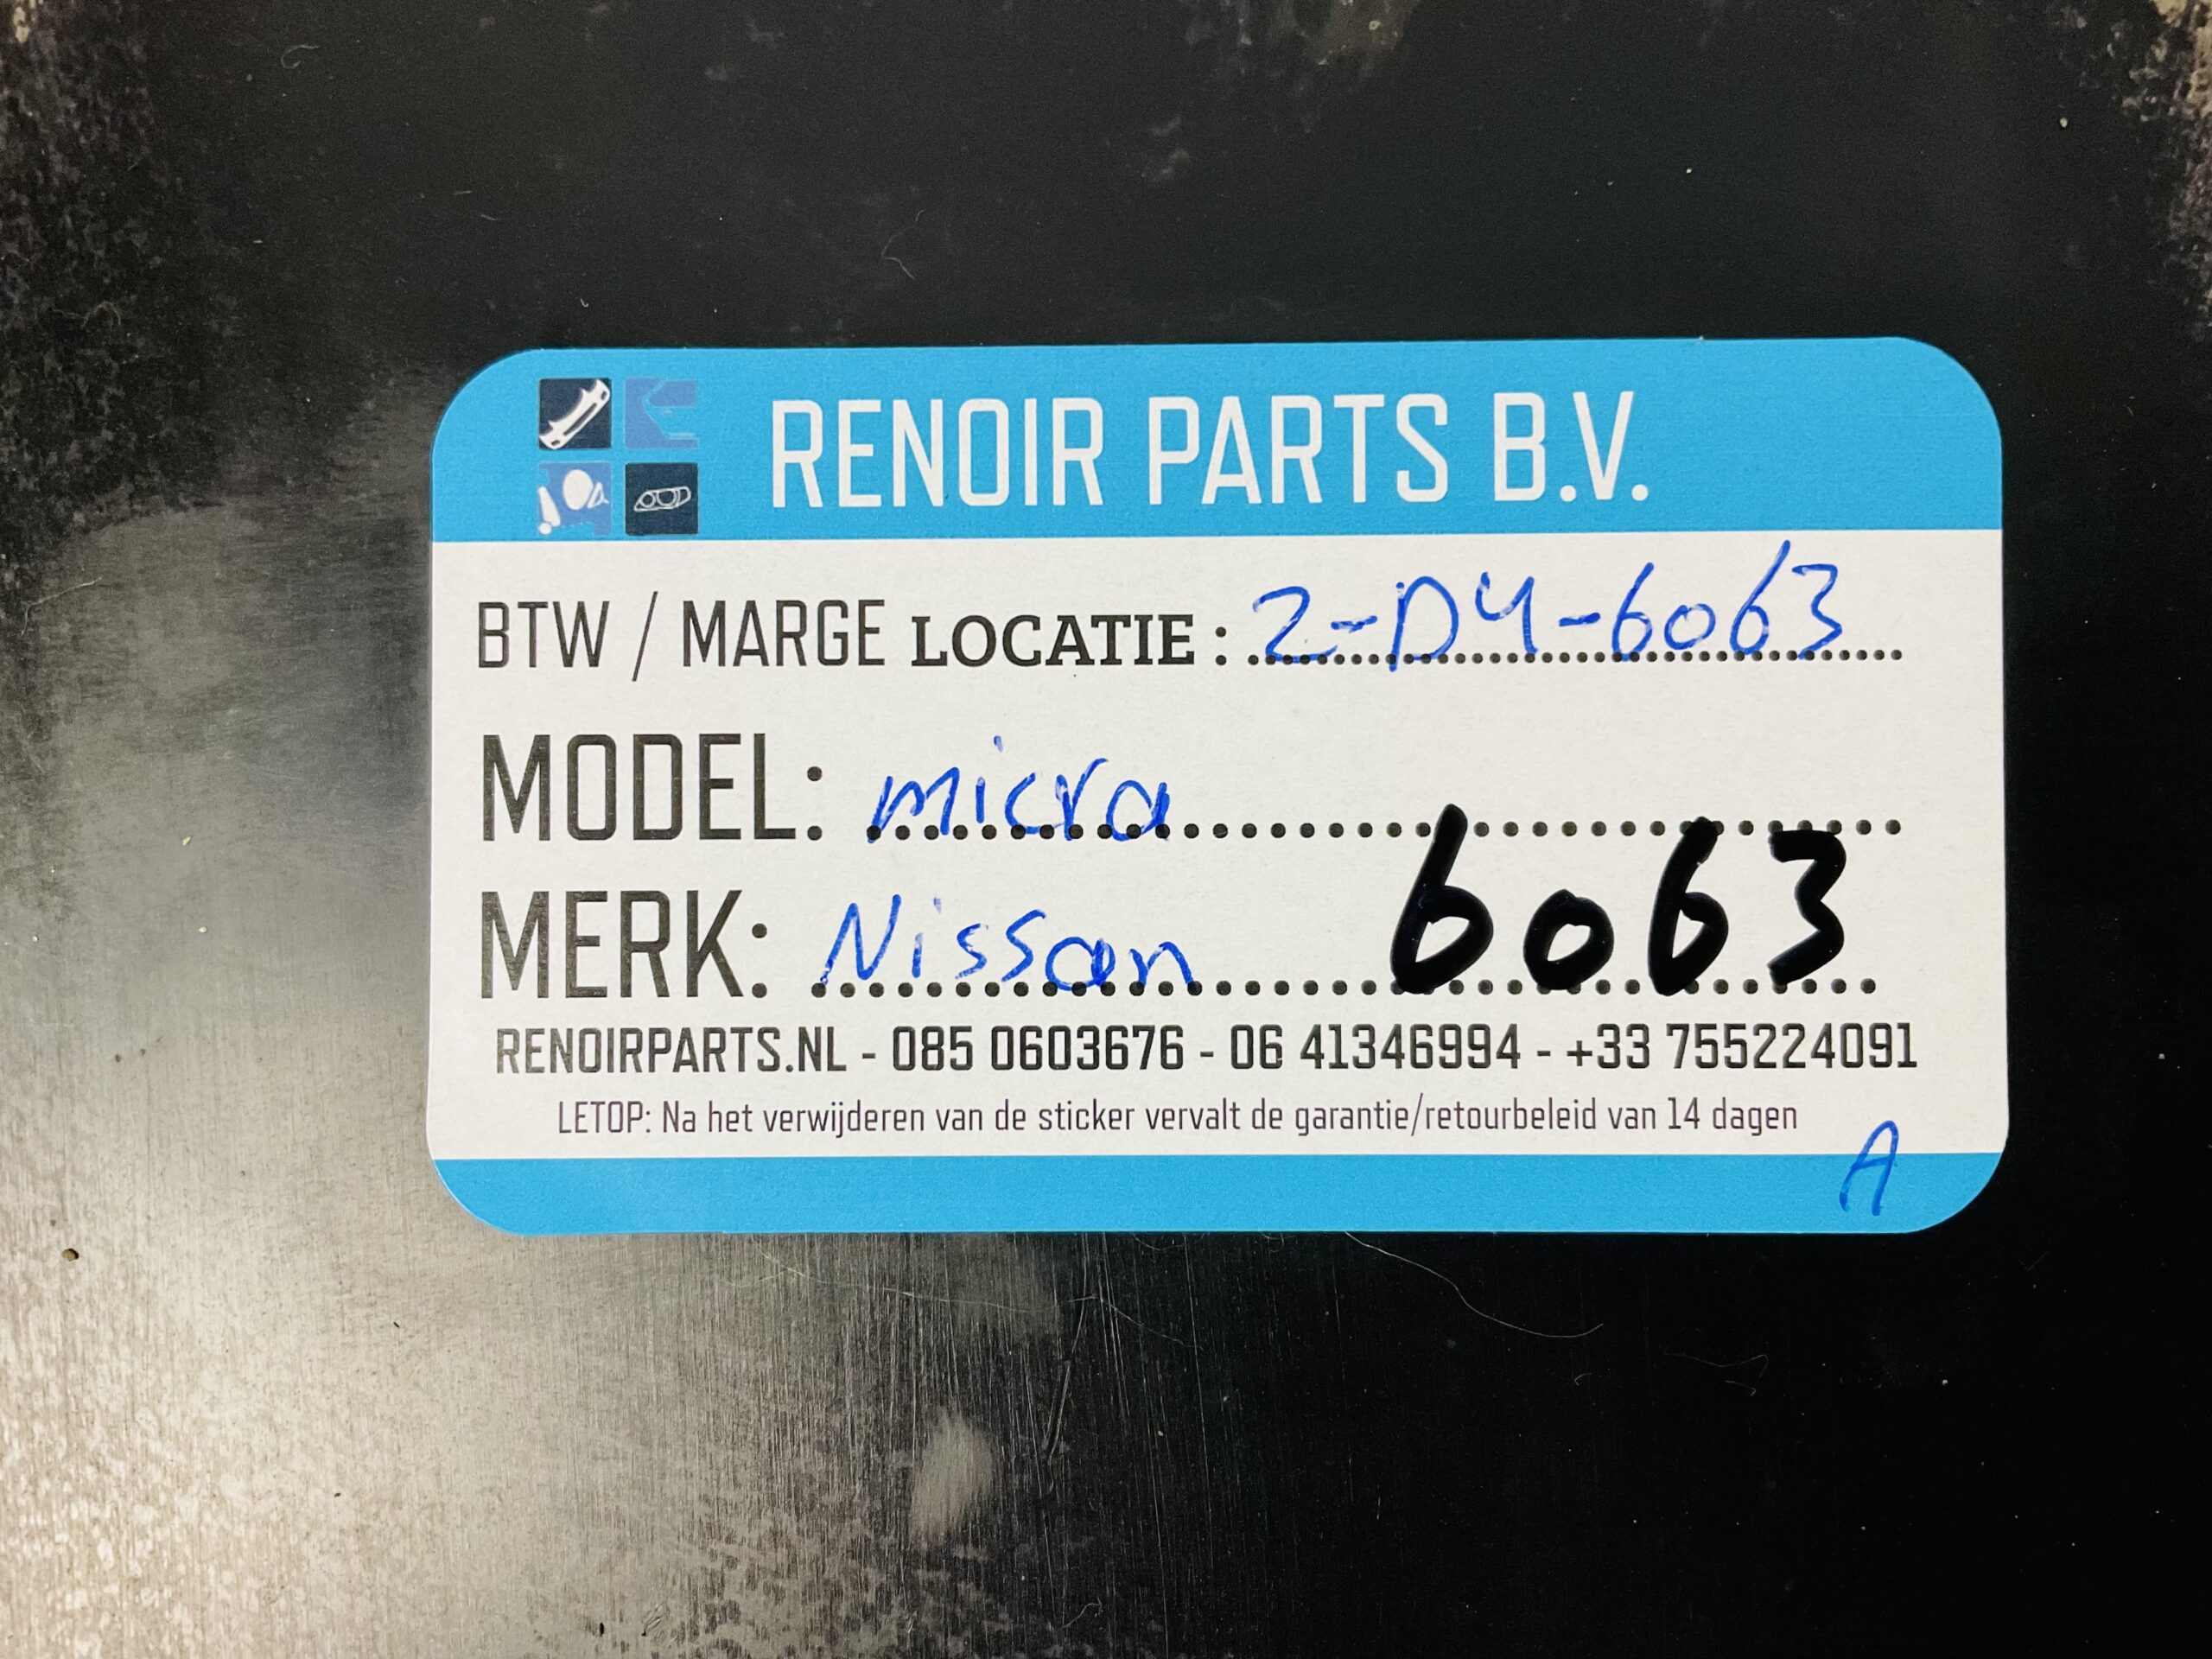 RENOIR PARTS B.V.
BTW / MARGE LOCATIE : 2-D4-6063
MODEL: micra
MERK: Nissan 6063
RENOIRPARTS.NL - 085 0603676 - 06 41346994 - +33 755224091
LETOP: Na het verwijderen van de sticker vervalt de garantie/retourbeleid van 14 dagen
A